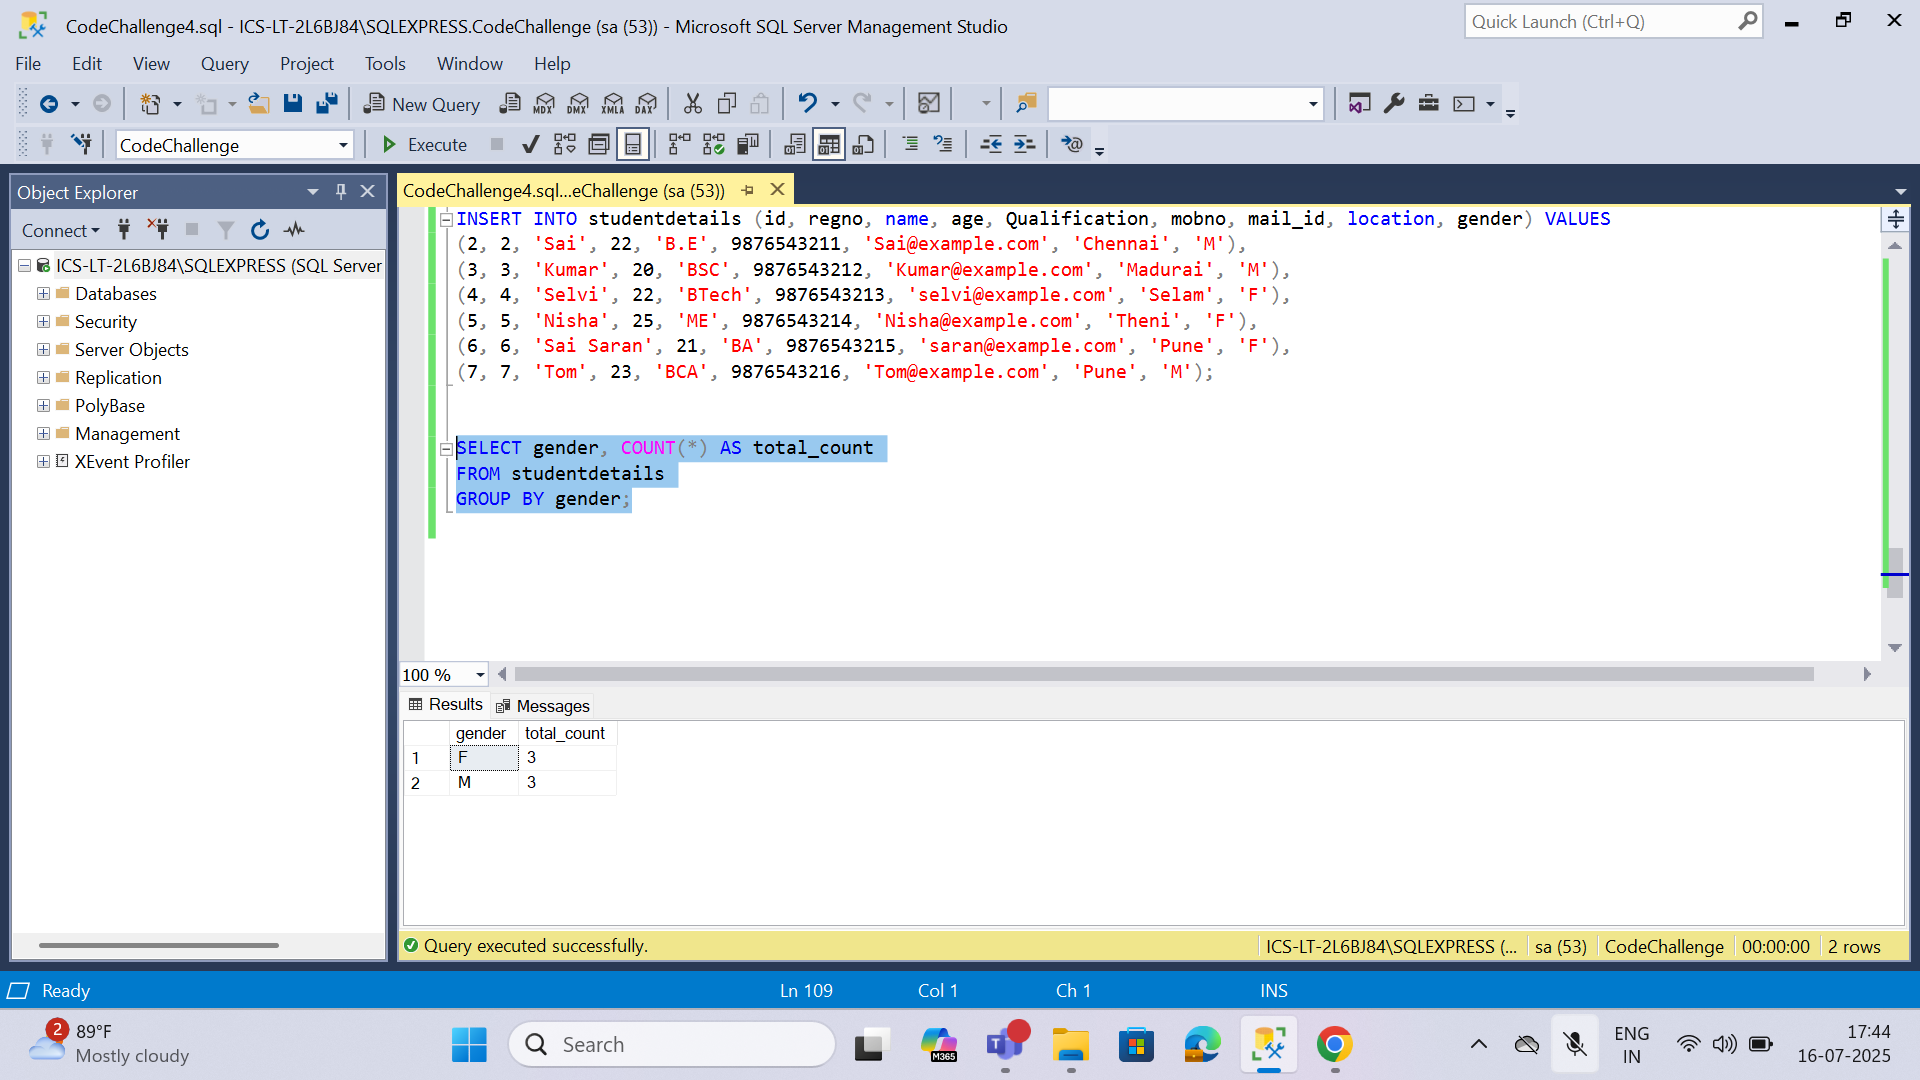 CodeChallenge4.sql - ICS-LT-2L6BJ84\SQLEXPRESS.CodeChallenge (sa (53)) - Microsoft SQL Server Management Studio
Quick Launch (Ctrl+Q)
File Edit View Query Project Tools Window Help
New Query MDX DMX XMLA DAX
CodeChallenge Execute
Object Explorer
Connect
ICS-LT-2L6BJ84\SQLEXPRESS (SQL Server
Databases
Security
Server Objects
Replication
PolyBase
Management
XEvent Profiler
CodeChallenge4.sql...eChallenge (sa (53))
INSERT INTO studentdetails (id, regno, name, age, Qualification, mobno, mail_id, location, gender) VALUES
(2, 2, 'Sai', 22, 'B.E', 9876543211, 'Sai@example.com', 'Chennai', 'M'),
(3, 3, 'Kumar', 20, 'BSC', 9876543212, 'Kumar@example.com', 'Madurai', 'M'),
(4, 4, 'Selvi', 22, 'BTech', 9876543213, 'selvi@example.com', 'Selam', 'F'),
(5, 5, 'Nisha', 25, 'ME', 9876543214, 'Nisha@example.com', 'Theni', 'F'),
(6, 6, 'Sai Saran', 21, 'BA', 9876543215, 'saran@example.com', 'Pune', 'F'),
(7, 7, 'Tom', 23, 'BCA', 9876543216, 'Tom@example.com', 'Pune', 'M');
SELECT gender, COUNT(*) AS total_count
FROM studentdetails
GROUP BY gender;
100 %
Results Messages
gender total_count
1 F 3
2 M 3
Query executed successfully. ICS-LT-2L6BJ84\SQLEXPRESS (... sa (53) CodeChallenge 00:00:00 2 rows
Ready Ln 109 Col 1 Ch 1 INS
2
89°F
Mostly cloudy
Search
M365
T
ENG
IN
17:44
16-07-2025